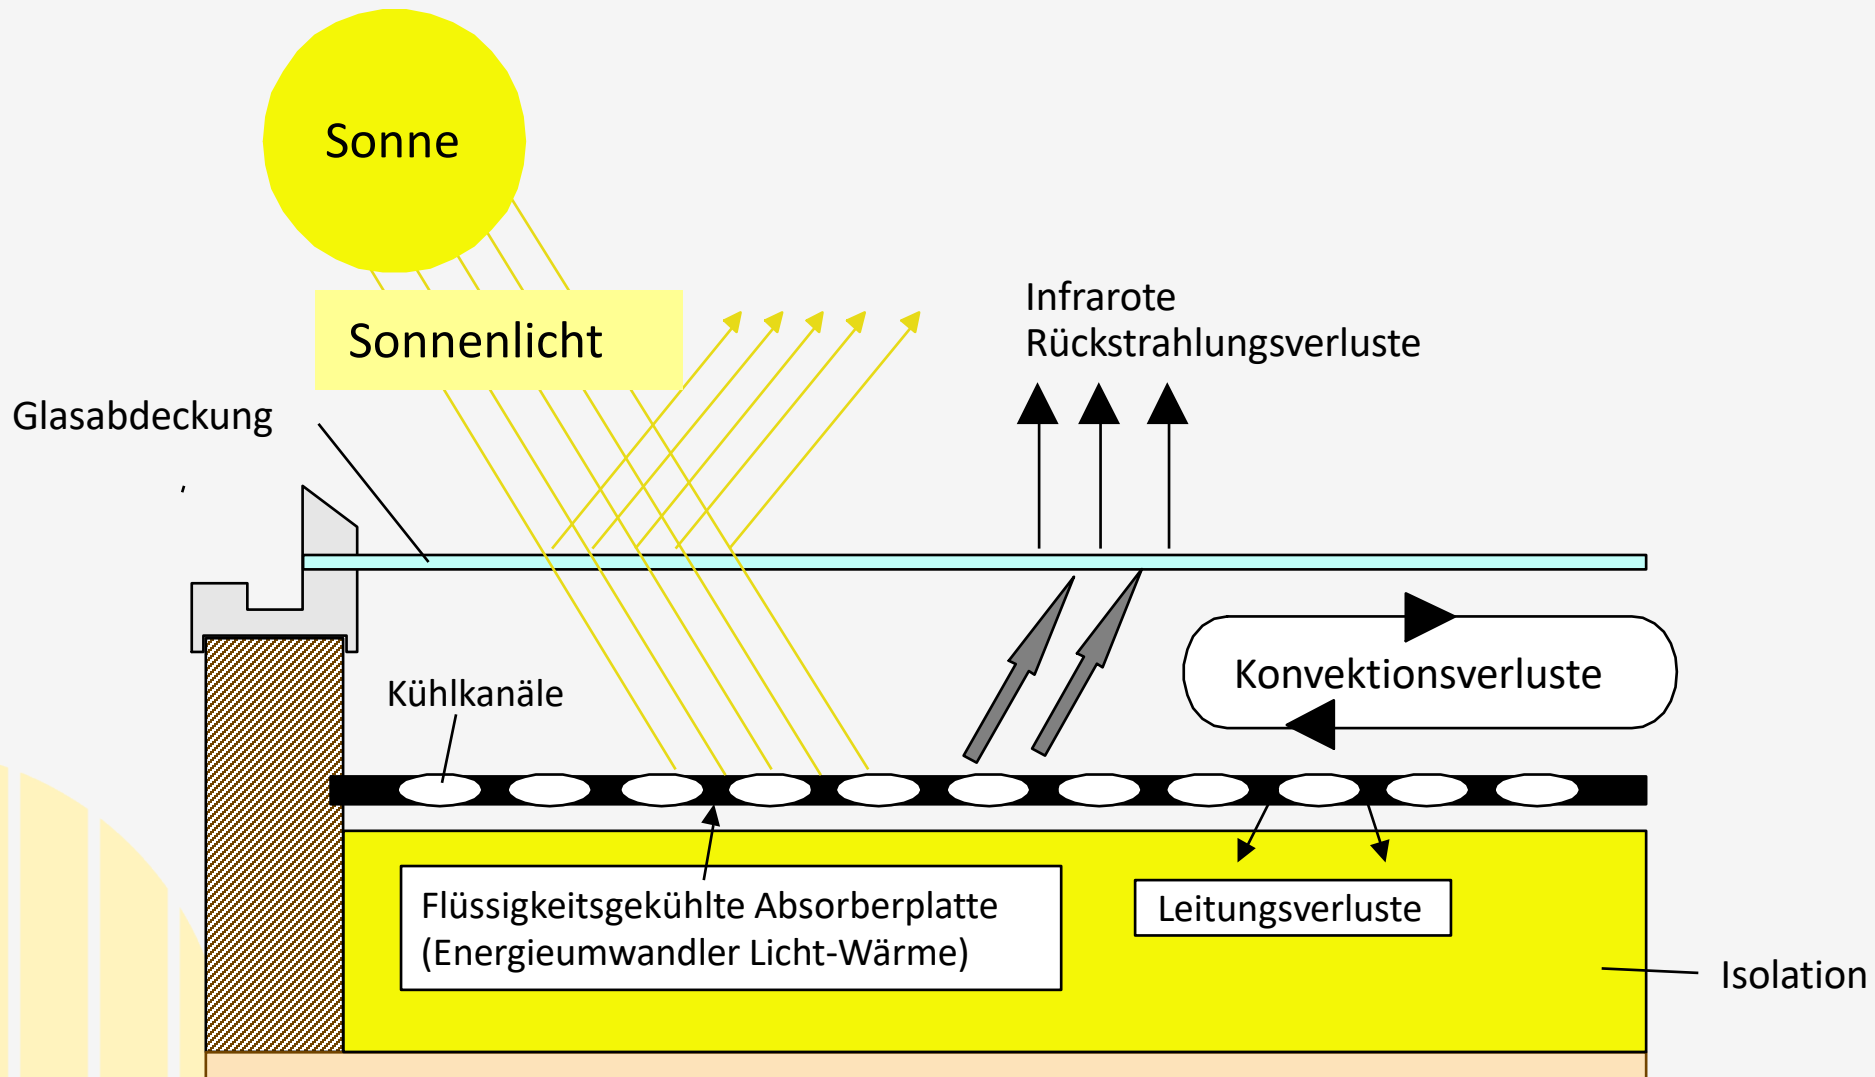 Sonne
Sonnenlicht
Infrarote
Rückstrahlungsverluste
Glasabdeckung
Konvektionsverluste
Kühlkanäle
Flüssigkeitsgekühlte Absorberplatte
(Energieumwandler Licht-Wärme)
Leitungsverluste
Isolation